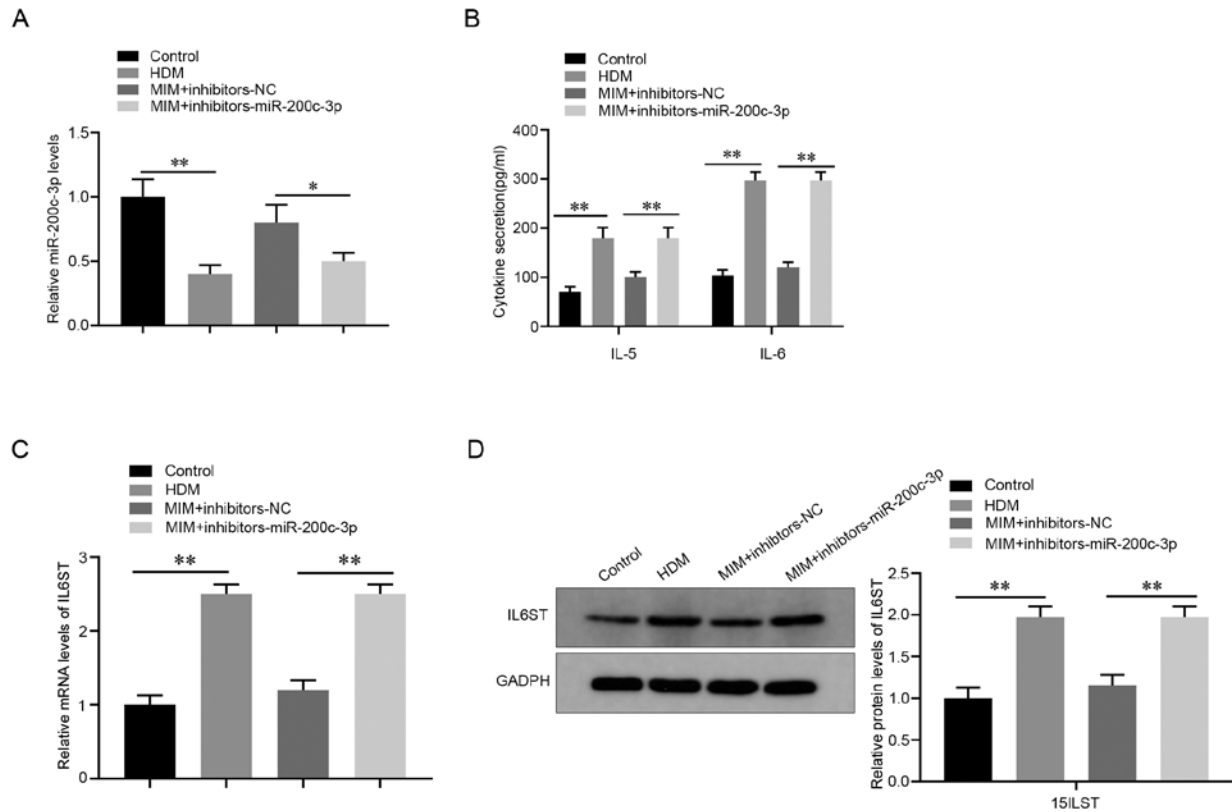 A
Control
HDM
MIM+inhibitors-NC
MIM+inhibitors-miR-200c-3p
Relative miR-200c-3p levels
1.5
1.0
0.5
0.0
**
*
B
Control
HDM
MIM+inhibitors-NC
MIM+inhibitors-miR-200c-3p
Cytokine secretion(pg/ml)
400
300
200
100
0
**
**
**
**
IL-5
IL-6
C
Control
HDM
MIM+inhibitors-NC
MIM+inhibitors-miR-200c-3p
Relative mRNA levels of IL6ST
3
2
1
0
**
**
D
Control
HDM
MIM+inhibtors-NC
MIM+inhibtors-miR-200c-3p
IL6ST
GADPH
Control
HDM
MIM+inhibitors-NC
MIM+inhibitors-miR-200c-3p
Relative protein levels of IL6ST
2.5
2.0
1.5
1.0
0.5
0.0
**
**
15ILST